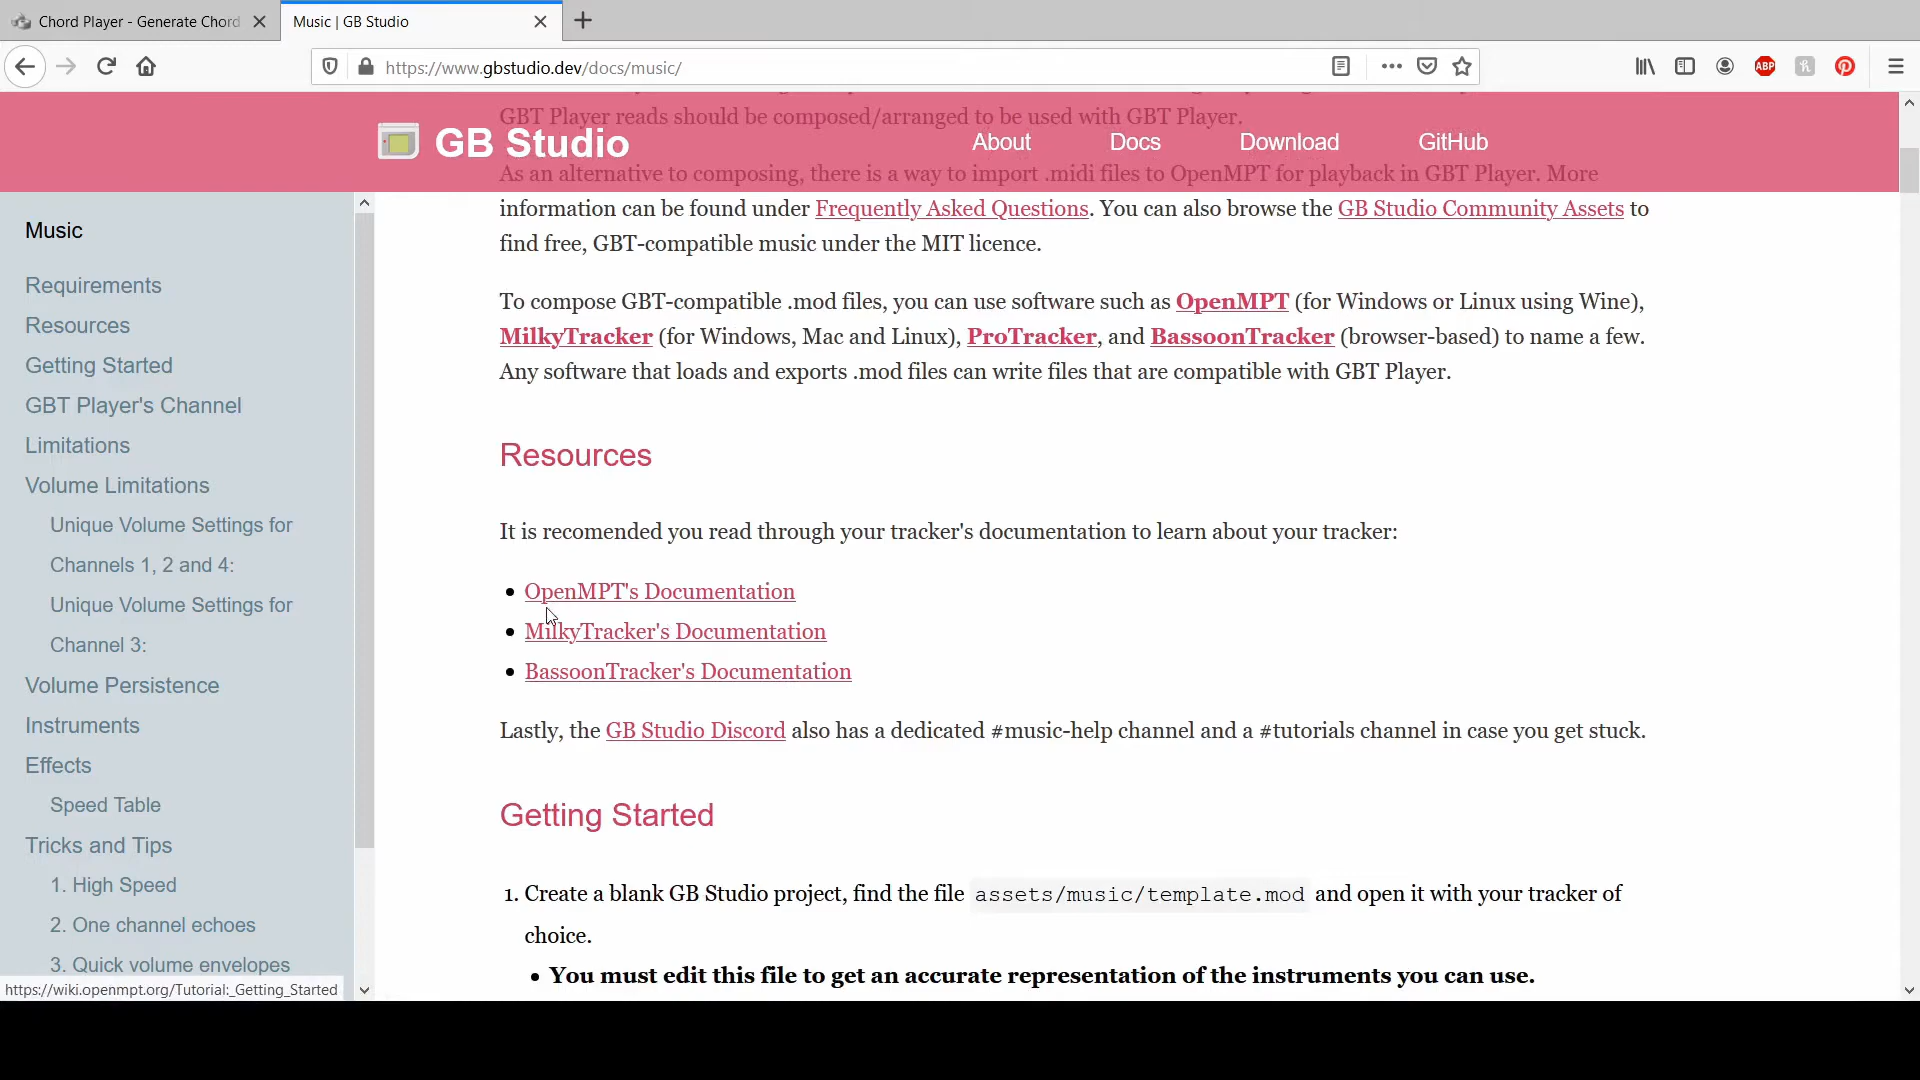 Chord Player - Generate Chord
Music | GB Studio
https://www.gbstudio.dev/docs/music/
ABP
GBT Player reads should be composed/arranged to be used with GBT Player.
GB Studio
About
Docs
Download
GitHub
As an alternative to composing, there is a way to import .midi files to OpenMPT for playback in GBT Player. More
information can be found under Frequently Asked Questions. You can also browse the GB Studio Community Assets to
find free, GBT-compatible music under the MIT licence.
To compose GBT-compatible .mod files, you can use software such as OpenMPT (for Windows or Linux using Wine),
MilkyTracker (for Windows, Mac and Linux), ProTracker, and BassoonTracker (browser-based) to name a few.
Any software that loads and exports .mod files can write files that are compatible with GBT Player.
Resources
It is recomended you read through your tracker's documentation to learn about your tracker:
OpenMPT's Documentation
MilkyTracker's Documentation
BassoonTracker's Documentation
Lastly, the GB Studio Discord also has a dedicated #music-help channel and a #tutorials channel in case you get stuck.
Getting Started
1. Create a blank GB Studio project, find the file assets/music/template.mod and open it with your tracker of
choice.
You must edit this file to get an accurate representation of the instruments you can use.
Music
Requirements
Resources
Getting Started
GBT Player's Channel
Limitations
Volume Limitations
Unique Volume Settings for
Channels 1, 2 and 4:
Unique Volume Settings for
Channel 3:
Volume Persistence
Instruments
Effects
Speed Table
Tricks and Tips
1. High Speed
2. One channel echoes
3. Quick volume envelopes
https://wiki.openmpt.org/Tutorial:_Getting_Started